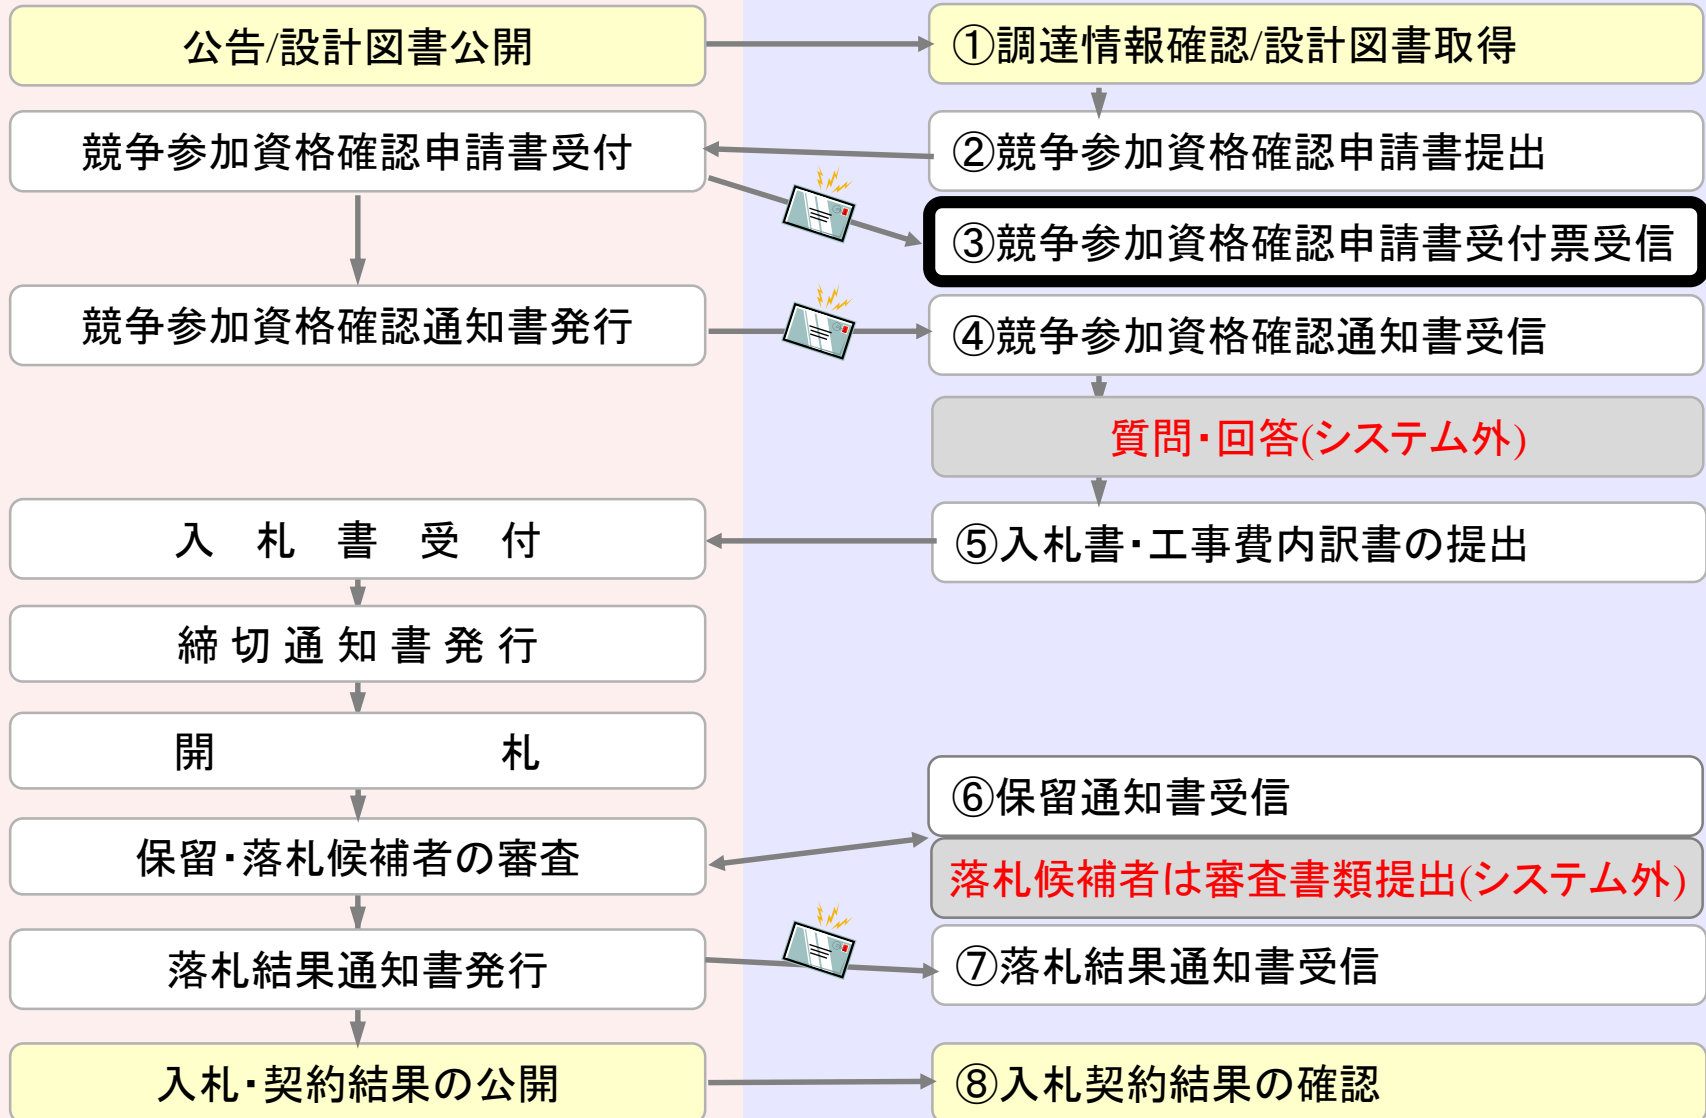 公告/設計図書公開
①調達情報確認/設計図書取得
競争参加資格確認申請書受付
②競争参加資格確認申請書提出
③競争参加資格確認申請書受付票受信
競争参加資格確認通知書発行
④競争参加資格確認通知書受信
質問・回答(システム外)
入札書受付
⑤入札書・工事費内訳書の提出
締切通知書発行
開札
⑥保留通知書受信
保留・落札候補者の審査
落札候補者は審査書類提出(システム外)
落札結果通知書発行
⑦落札結果通知書受信
入札・契約結果の公開
⑧入札契約結果の確認